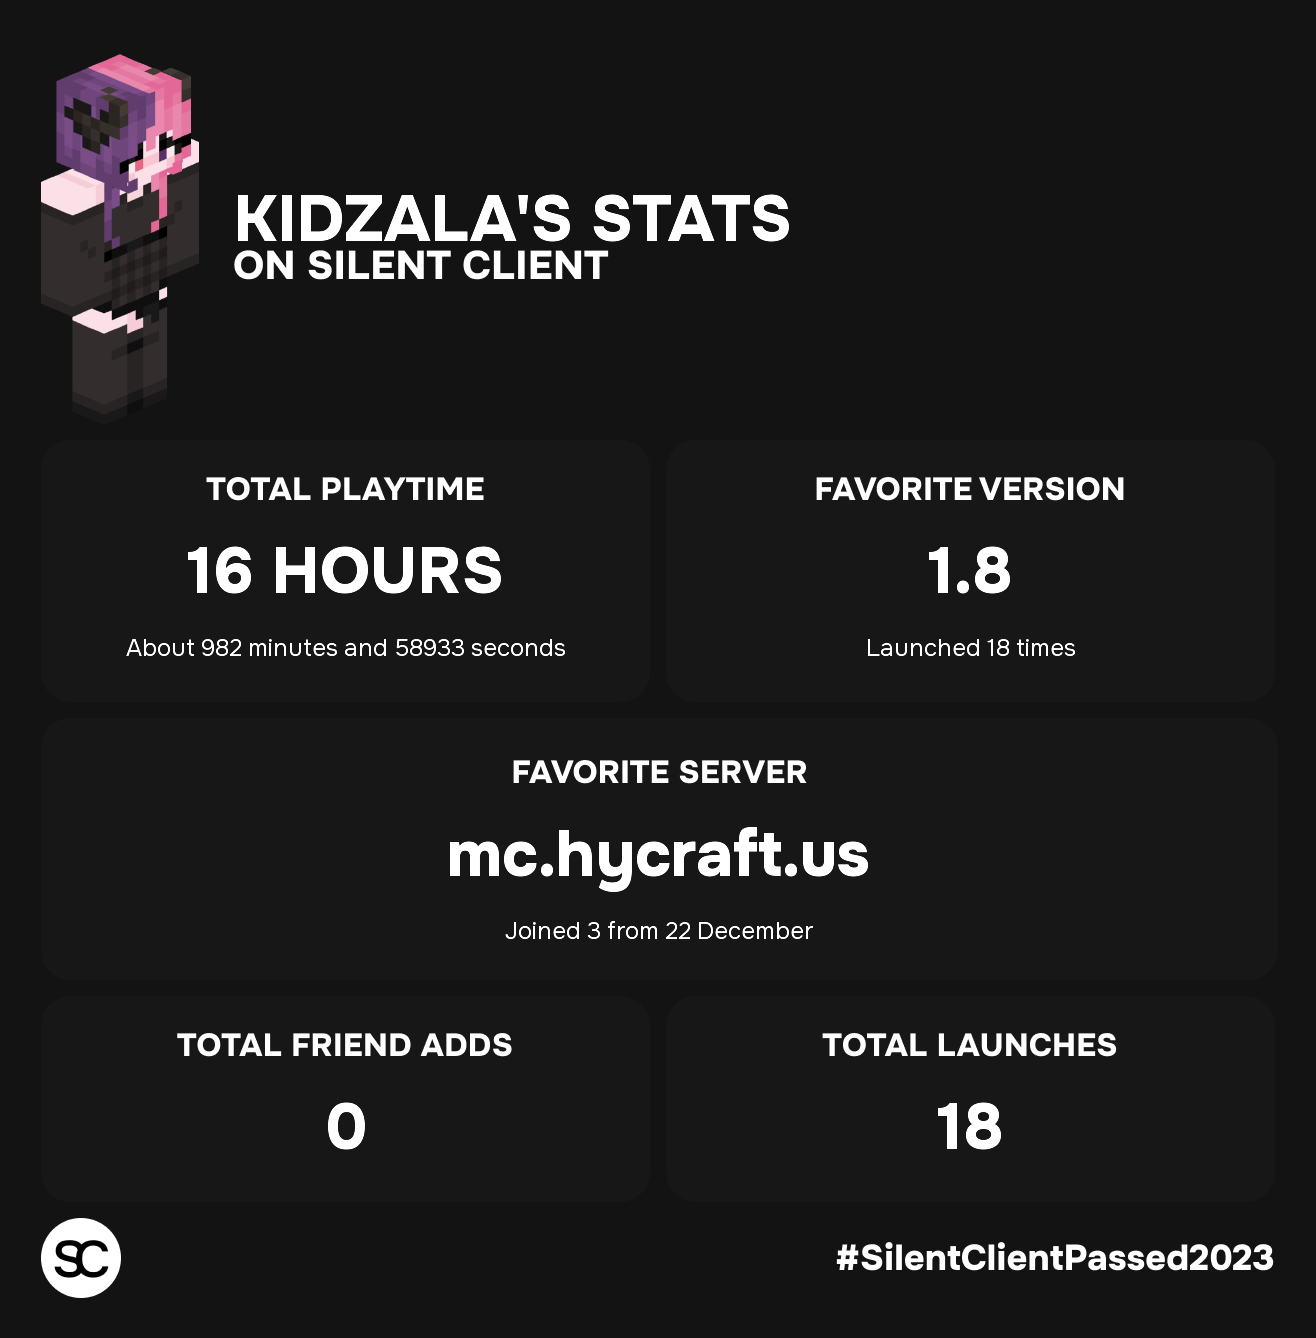 KIDZALA'S STATS
ON SILENT CLIENT
TOTAL PLAYTIME
16 HOURS
About 982 minutes and 58933 seconds
FAVORITE VERSION
1.8
Launched 18 times
FAVORITE SERVER
mc.hycraft.us
Joined 3 from 22 December
TOTAL FRIEND ADDS
0
TOTAL LAUNCHES
18
SC
#SilentClientPassed2023